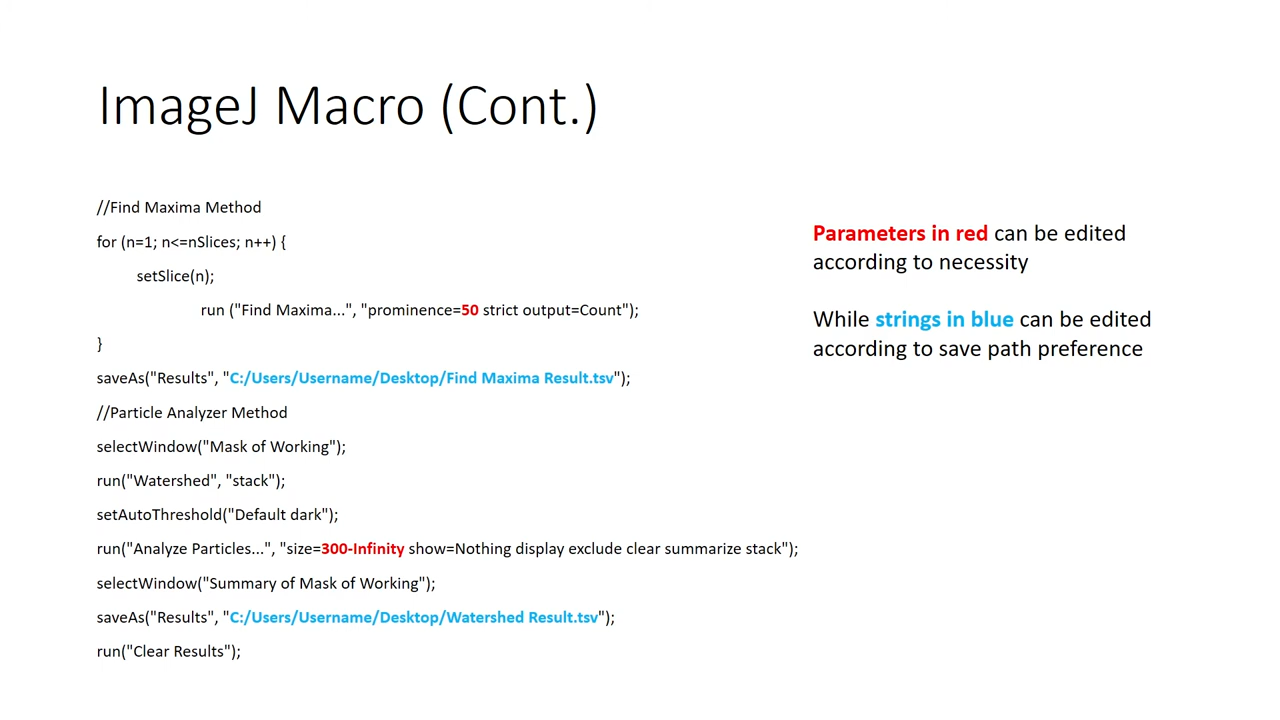 ImageJ Macro (Cont.)
//Find Maxima Method
for (n=1; n<=nSlices; n++) {
setSlice(n);
run ("Find Maxima...", "prominence=50 strict output=Count");
}
saveAs("Results", "C:/Users/Username/Desktop/Find Maxima Result.tsv");
//Particle Analyzer Method
selectWindow("Mask of Working");
run("Watershed", "stack");
setAutoThreshold("Default dark");
run("Analyze Particles...", "size=300-Infinity show=Nothing display exclude clear summarize stack");
selectWindow("Summary of Mask of Working");
saveAs("Results", "C:/Users/Username/Desktop/Watershed Result.tsv");
run("Clear Results");
Parameters in red can be edited
according to necessity
While strings in blue can be edited
according to save path preference